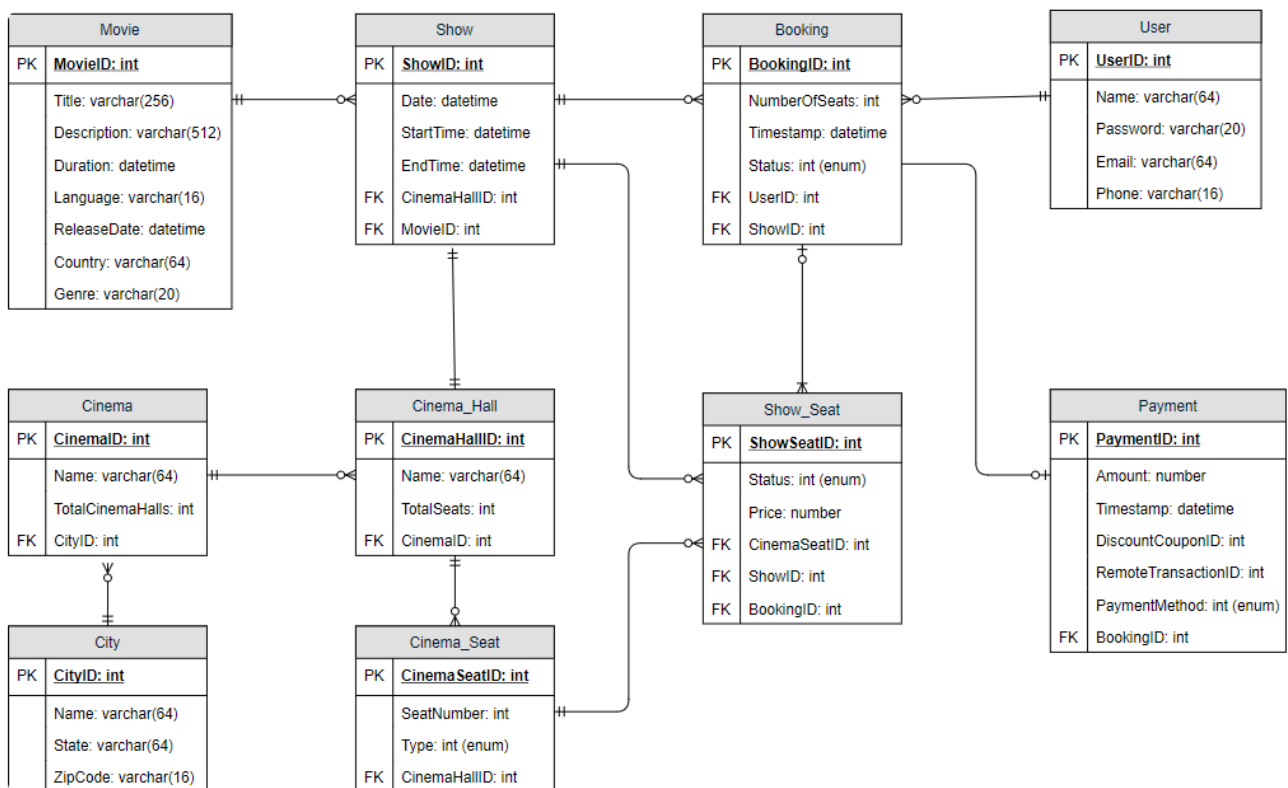 Movie
PK MovieID: int
Title: varchar(256)
Description: varchar(512)
Duration: datetime
Language: varchar(16)
ReleaseDate: datetime
Country: varchar(64)
Genre: varchar(20)
Show
PK ShowID: int
Date: datetime
StartTime: datetime
EndTime: datetime
FK CinemaHallID: int
FK MovieID: int
Booking
PK BookingID: int
NumberOfSeats: int
Timestamp: datetime
Status: int (enum)
FK UserID: int
FK ShowID: int
User
PK UserID: int
Name: varchar(64)
Password: varchar(20)
Email: varchar(64)
Phone: varchar(16)
Cinema
PK CinemaID: int
Name: varchar(64)
TotalCinemaHalls: int
FK CityID: int
Cinema_Hall
PK CinemaHallID: int
Name: varchar(64)
TotalSeats: int
FK CinemaID: int
Show_Seat
PK ShowSeatID: int
Status: int (enum)
Price: number
FK CinemaSeatID: int
FK ShowID: int
FK BookingID: int
Payment
PK PaymentID: int
Amount: number
Timestamp: datetime
DiscountCouponID: int
RemoteTransactionID: int
PaymentMethod: int (enum)
FK BookingID: int
City
PK CityID: int
Name: varchar(64)
State: varchar(64)
ZipCode: varchar(16)
Cinema_Seat
PK CinemaSeatID: int
SeatNumber: int
Type: int (enum)
FK CinemaHallID: int